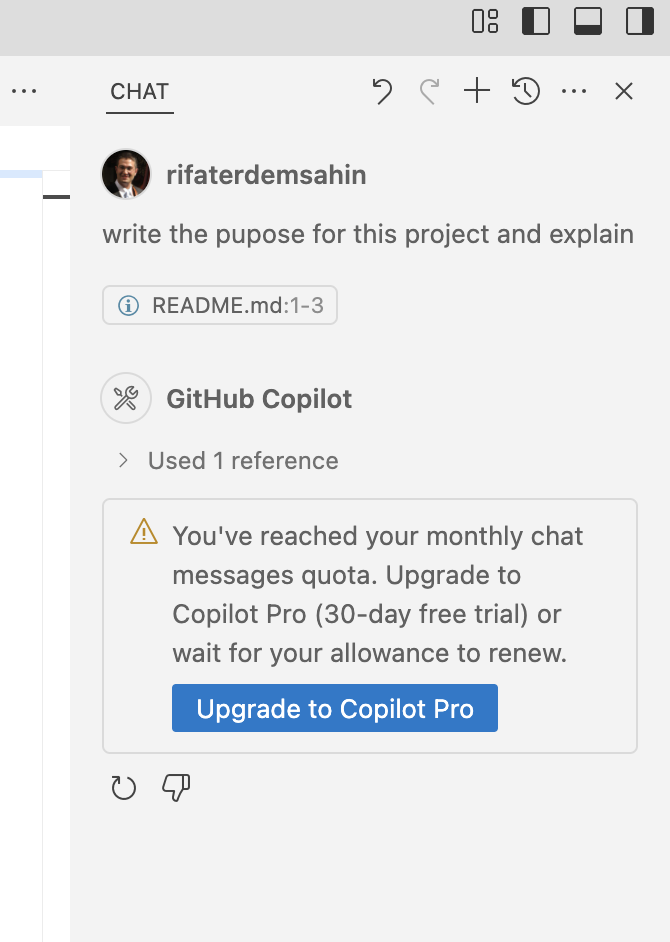 CHAT
rifaterdemsahin
write the pupose for this project and explain
README.md:1-3
GitHub Copilot
Used 1 reference
You've reached your monthly chat
messages quota. Upgrade to
Copilot Pro (30-day free trial) or
wait for your allowance to renew.
Upgrade to Copilot Pro